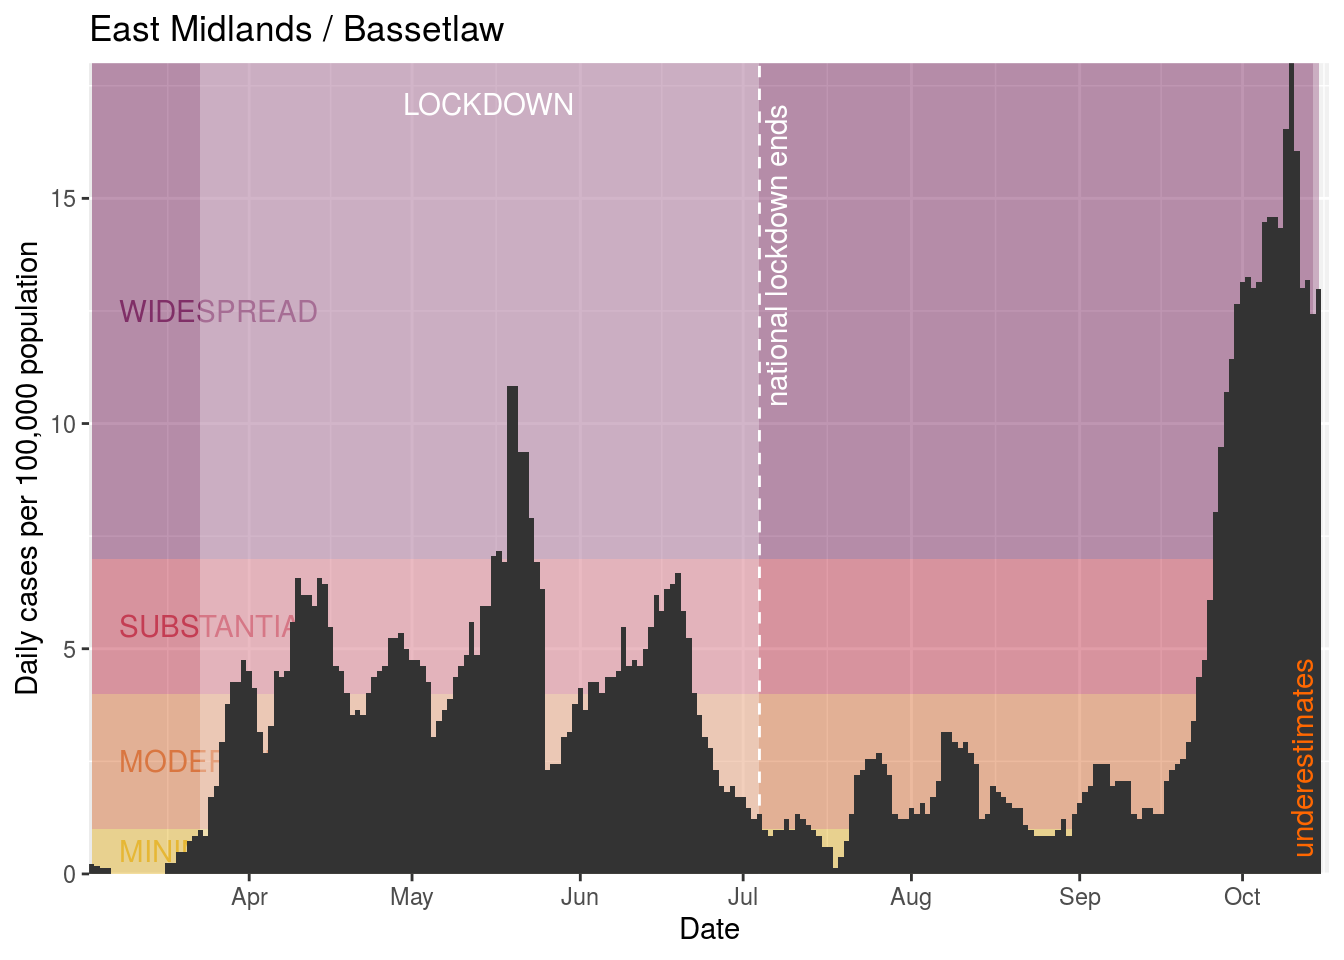 East Midlands / Bassetlaw
LOCKDOWN
national lockdown ends
WIDESPREAD
SUBSTANTIA
MODER
MINI
underestimates
Daily cases per 100,000 population
15
10
5
0
Apr May Jun Jul Aug Sep Oct
Date